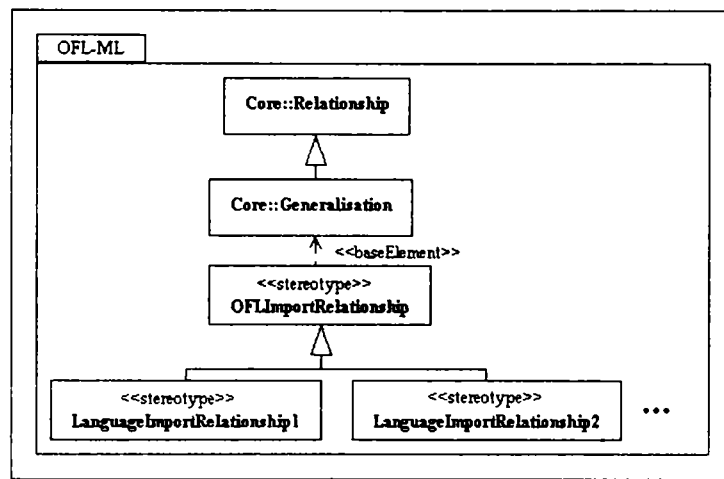 OFL-ML
Core::Relationship
Core::Generalisation
<<baseElement>>
<<stereotype>>
OFLImportRelationship
<<stereotype>>
LanguageImportRelationship1
<<stereotype>>
LanguageImportRelationship2
•••